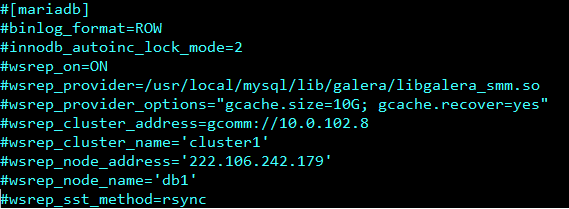 #[mariadb]
#binlog_format=ROW
#innodb_autoinc_lock_mode=2
#wsrep_on=ON
#wsrep_provider=/usr/local/mysql/lib/galera/libgalera_smm.so
#wsrep_provider_options="gcache.size=10G; gcache.recover=yes"
#wsrep_cluster_address=gcomm://10.0.102.8
#wsrep_cluster_name='cluster1'
#wsrep_node_address='222.106.242.179'
#wsrep_node_name='db1'
#wsrep_sst_method=rsync